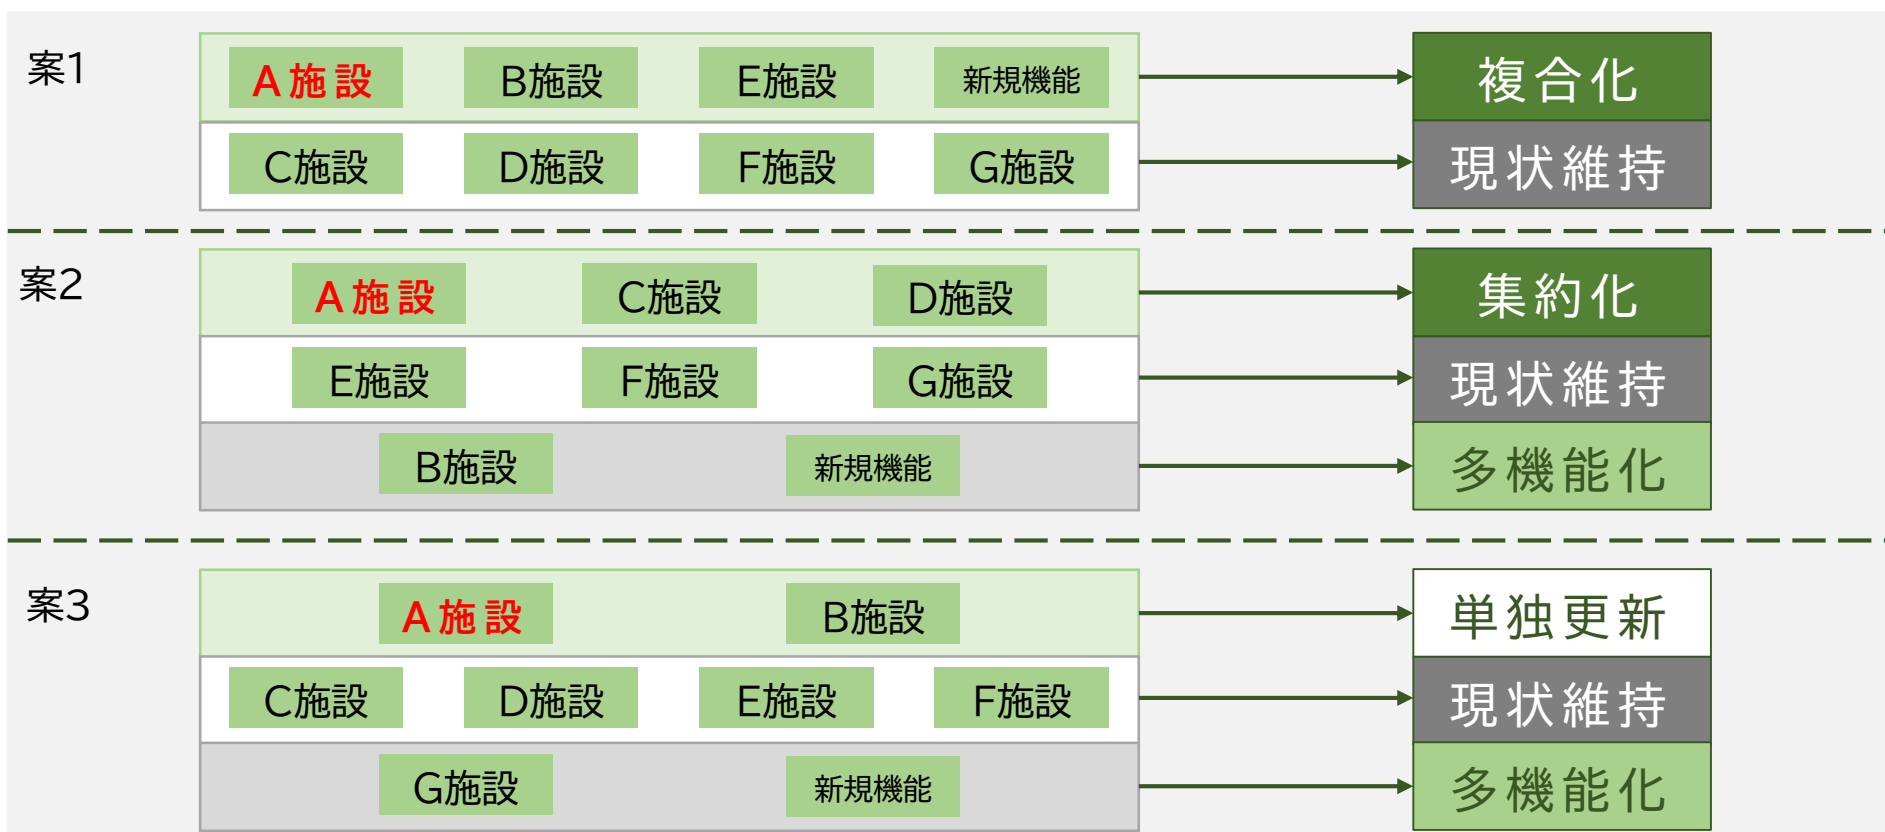 案1
A施設 B施設 E施設 新規機能 複合化
C施設 D施設 F施設 G施設 現状維持
案2
A施設 C施設 D施設 集約化
E施設 F施設 G施設 現状維持
B施設 新規機能 多機能化
案3
A施設 B施設 単独更新
C施設 D施設 E施設 F施設 現状維持
G施設 新規機能 多機能化